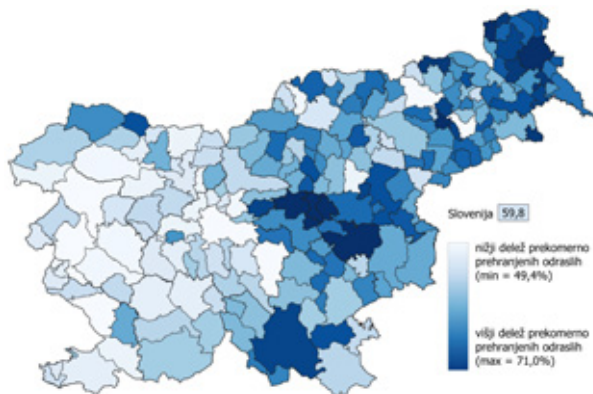 Slovenija 59,8
nižji delež prekomerno
prehranjenih odraslih
(min = 49,4%)
višji delež prekomerno
prehranjenih odraslih
(max = 71,0%)